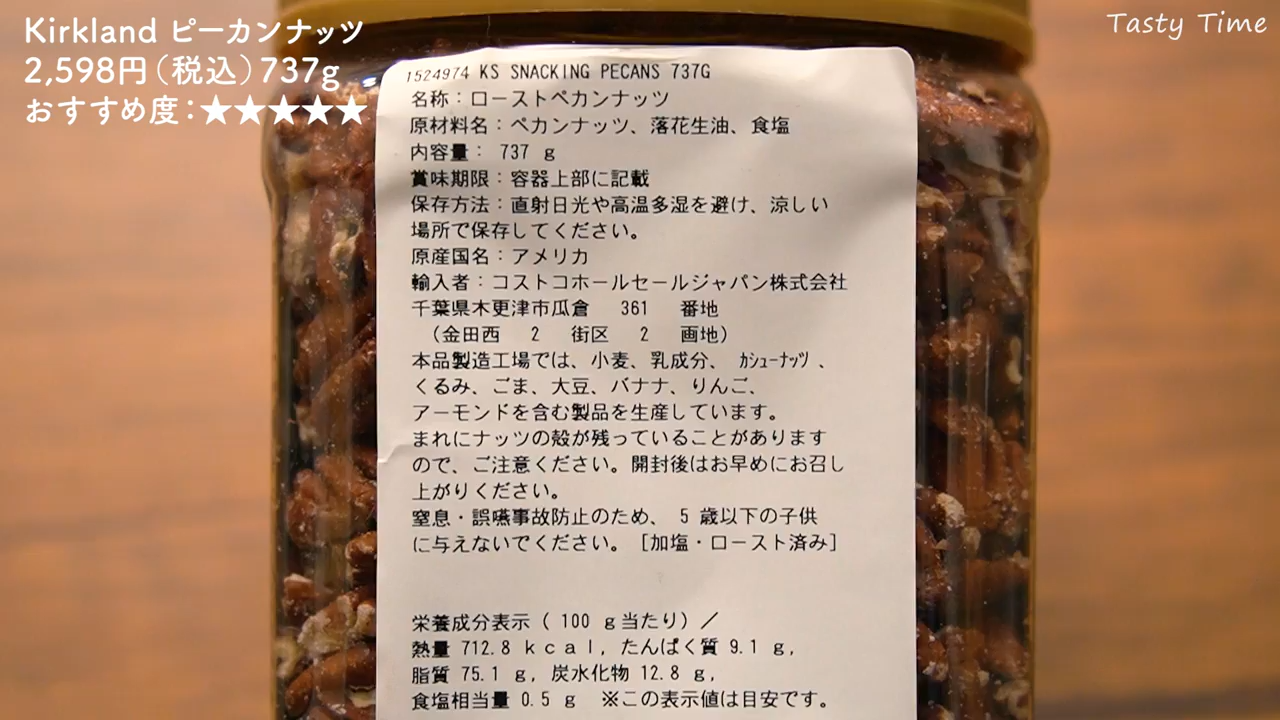 Kirkland ピーカンナッツ
2,598円（税込）737g
おすすめ度：★★★★★
Tasty Time
1524974 KS SNACKING PECANS 737G
名称：ローストペカンナッツ
原材料名：ペカンナッツ、落花生油、食塩
内容量： 737 ｇ
賞味期限：容器上部に記載
保存方法：直射日光や高温多湿を避け、涼しい
場所で保存してください。
原産国名：アメリカ
輸入者：コストコホールセールジャパン株式会社
千葉県木更津市瓜倉 361 番地
（金田西 2 街区 2 画地）
本品製造工場では、小麦、乳成分、 ｶｼｭｰﾅｯﾂ 、
くるみ、ごま、大豆、バナナ、りんご、
アーモンドを含む製品を生産しています。
まれにナッツの殻が残っていることがあります
ので、ご注意ください。開封後はお早めにお召し
上がりください。
窒息・誤嚥事故防止のため、 5 歳以下の子供
に与えないでください。［加塩・ロースト済み］
栄養成分表示（ 100 ｇ当たり）／
熱量 712.8 ｋｃａｌ, たんぱく質 9.1 ｇ,
脂質 75.1 ｇ, 炭水化物 12.8 ｇ,
食塩相当量 0.5 ｇ ※この表示値は目安です。